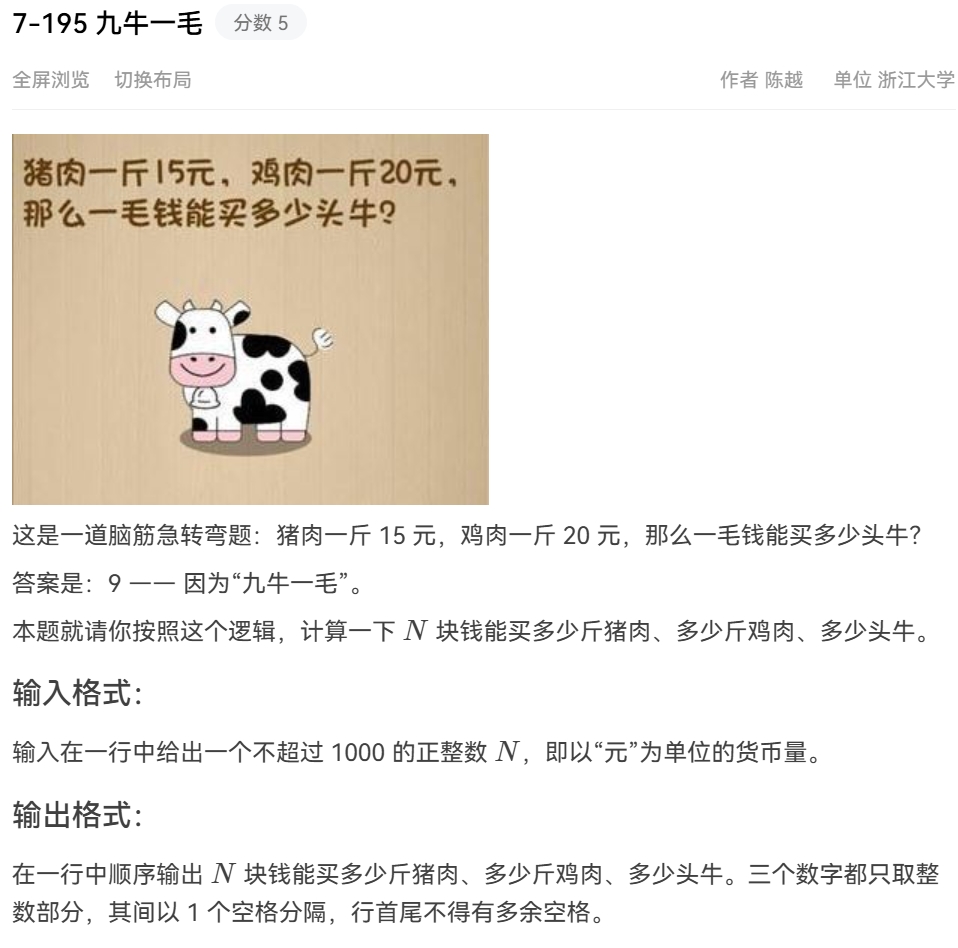 7-195 九牛一毛 分数 5
全屏浏览 切换布局 作者 陈越 单位 浙江大学
猪肉一斤15元，鸡肉一斤20元，
那么一毛钱能买多少头牛？
这是一道脑筋急转弯题：猪肉一斤 15 元，鸡肉一斤 20 元，那么一毛钱能买多少头牛？
答案是：9 —— 因为“九牛一毛”。
本题就请你按照这个逻辑，计算一下 N 块钱能买多少斤猪肉、多少斤鸡肉、多少头牛。
输入格式：
输入在一行中给出一个不超过 1000 的正整数 N，即以“元”为单位的货币量。
输出格式：
在一行中顺序输出 N 块钱能买多少斤猪肉、多少斤鸡肉、多少头牛。三个数字都只取整
数部分，其间以 1 个空格分隔，行首尾不得有多余空格。